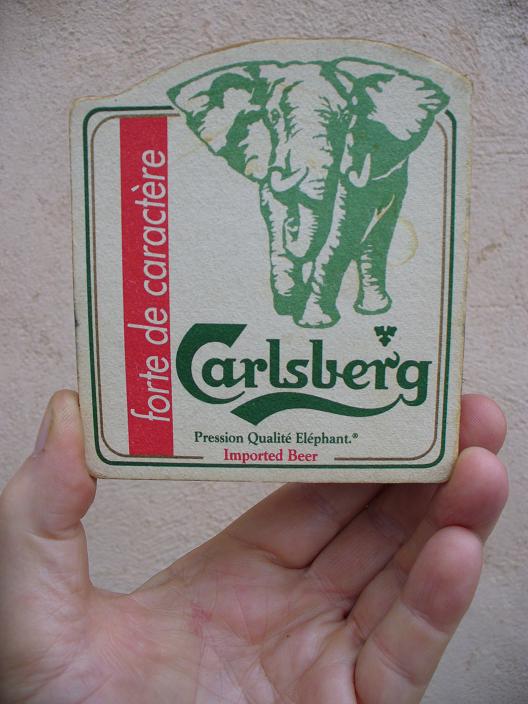 forte de caractère
Carlsberg
Pression Qualité Eléphant.®
Imported Beer